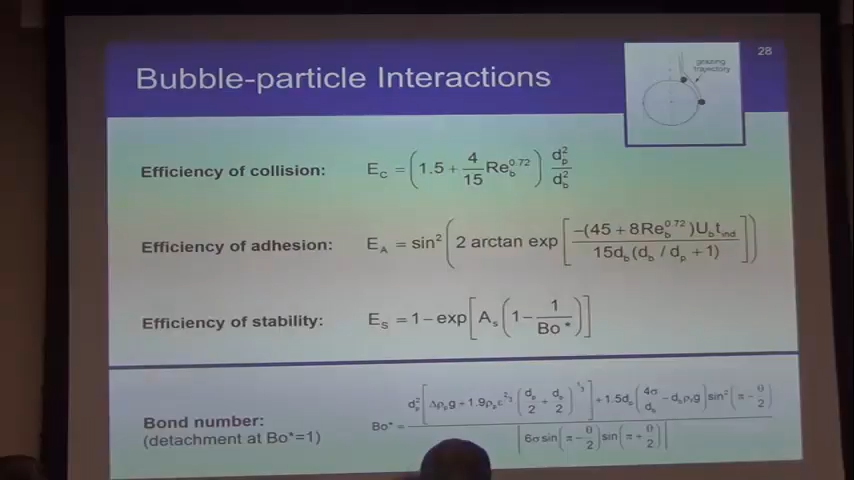 28
Bubble-particle Interactions
grazing
trajectory
Efficiency of collision: E_C = (1.5 + 4/15 Re_b^0.72) d_p^2/d_b^2
Efficiency of adhesion: E_A = sin² (2 arctan exp [−(45 + 8Re_b^0.72)U_b t_ind / 15d_b(d_b / d_p + 1)])
Efficiency of stability: E_S = 1 − exp[A_s(1 − 1/Bo*)]
Bond number:
(detachment at Bo*=1)
Bo* =